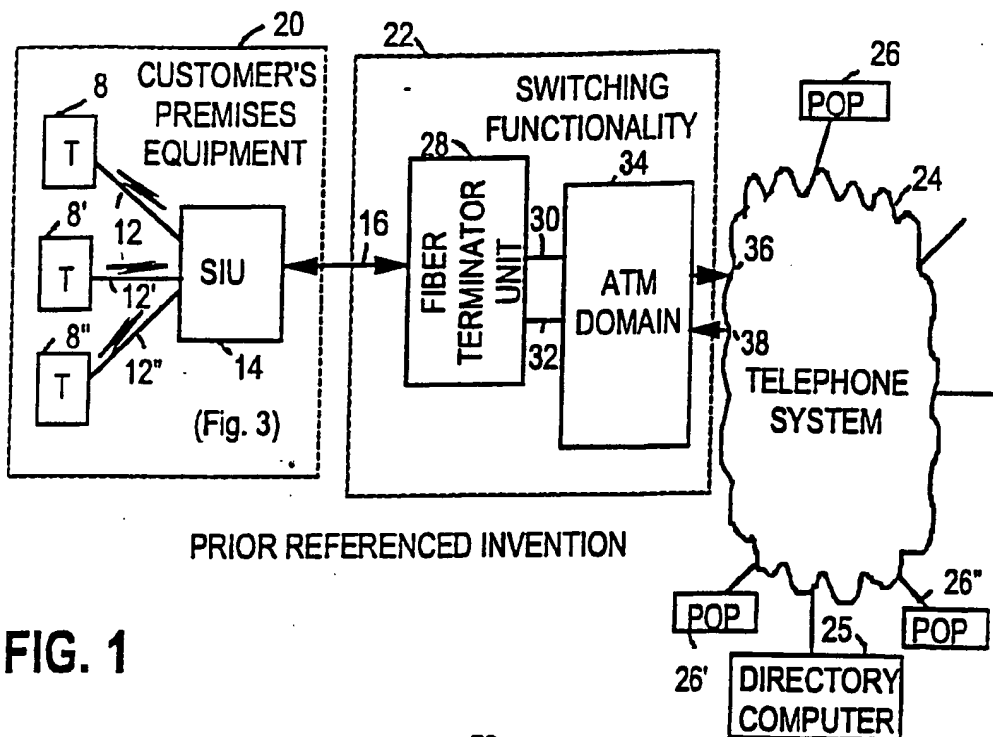 20
CUSTOMER'S
PREMISES
EQUIPMENT
8
T
8'
T
8"
T
12
12'
12"
SIU
14
(Fig. 3)
16
22
SWITCHING
FUNCTIONALITY
28
FIBER
TERMINATOR
UNIT
30
32
34
ATM
DOMAIN
26
POP
24
36
38
TELEPHONE
SYSTEM
PRIOR REFERENCED INVENTION
POP
26'
25
DIRECTORY
COMPUTER
26"
POP
FIG. 1